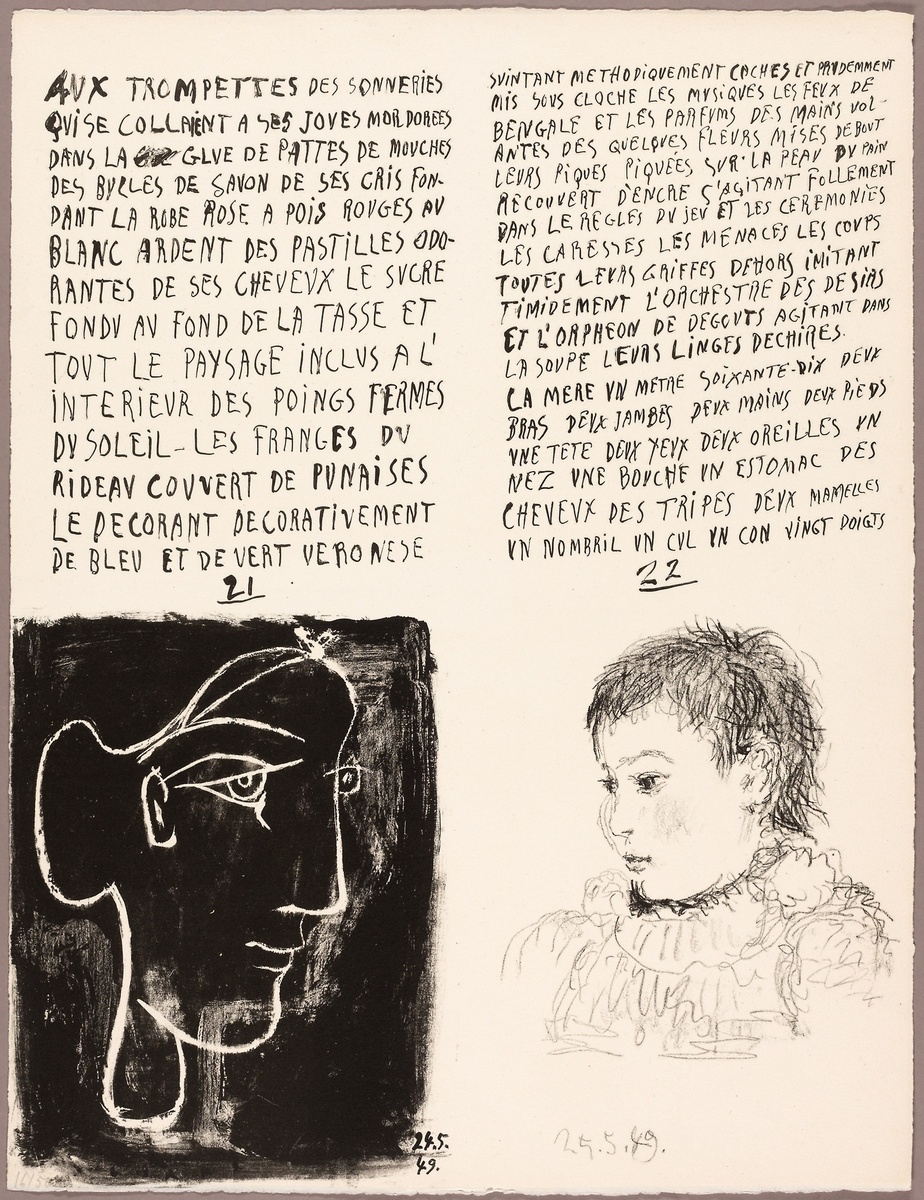 AUX TROMPETTES DES SONNERIES
QUI SE COLLAIENT A SES JOUES MORDOREES
DANS LA GLUE DE PATTES DE MOUCHES
DES BULLES DE SAVON DE SES CRIS FON-
DANT LA ROBE ROSE A POIS ROUGES AU
BLANC ARDENT DES PASTILLES ODO-
RANTES DE SES CHEVEUX LE SUCRE
FONDU AU FOND DE LA TASSE ET
TOUT LE PAYSAGE INCLUS A L'
INTERIEUR DES POINGS FERMES
DU SOLEIL - LES FRANGES DU
RIDEAU COUVERT DE PUNAISES
LE DECORANT DECORATIVEMENT
DE BLEU ET DE VERT VERONESE
21
SUINTANT METHODIQUEMENT CACHES ET PRUDEMMENT
MIS SOUS CLOCHE LES MUSIQUES LES FEUX DE
BENGALE ET LES PARFUMS DES MAINS VOL-
ANTES DES QUELQUES FLEURS MISES DEBOUT
LEURS PIQUES PIQUEES SUR LA PEAU DU PAIN
RECOUVERT D'ENCRE S'AGITANT FOLLEMENT
DANS LE REGLES DU JEU ET LES CEREMONIES
LES CARESSES LES MENACES LES COUPS
TOUTES LEURS GRIFFES DEHORS IMITANT
TIMIDEMENT L'ORCHESTRE DES DESIRS
ET L'ORPHEON DE DEGOUTS AGITANT DANS
LA SOUPE LEURS LINGES DECHIRES.
LA MERE UN METRE SOIXANTE-DIX DEUX
BRAS DEUX JAMBES DEUX MAINS DEUX PIEDS
UNE TETE DEUX YEUX DEUX OREILLES UN
NEZ UNE BOUCHE UN ESTOMAC DES
CHEVEUX DES TRIPES DEUX MAMELLES
UN NOMBRIL UN CUL UN CON VINGT DOIGTS
22
24.5.
49.
24.5.49.